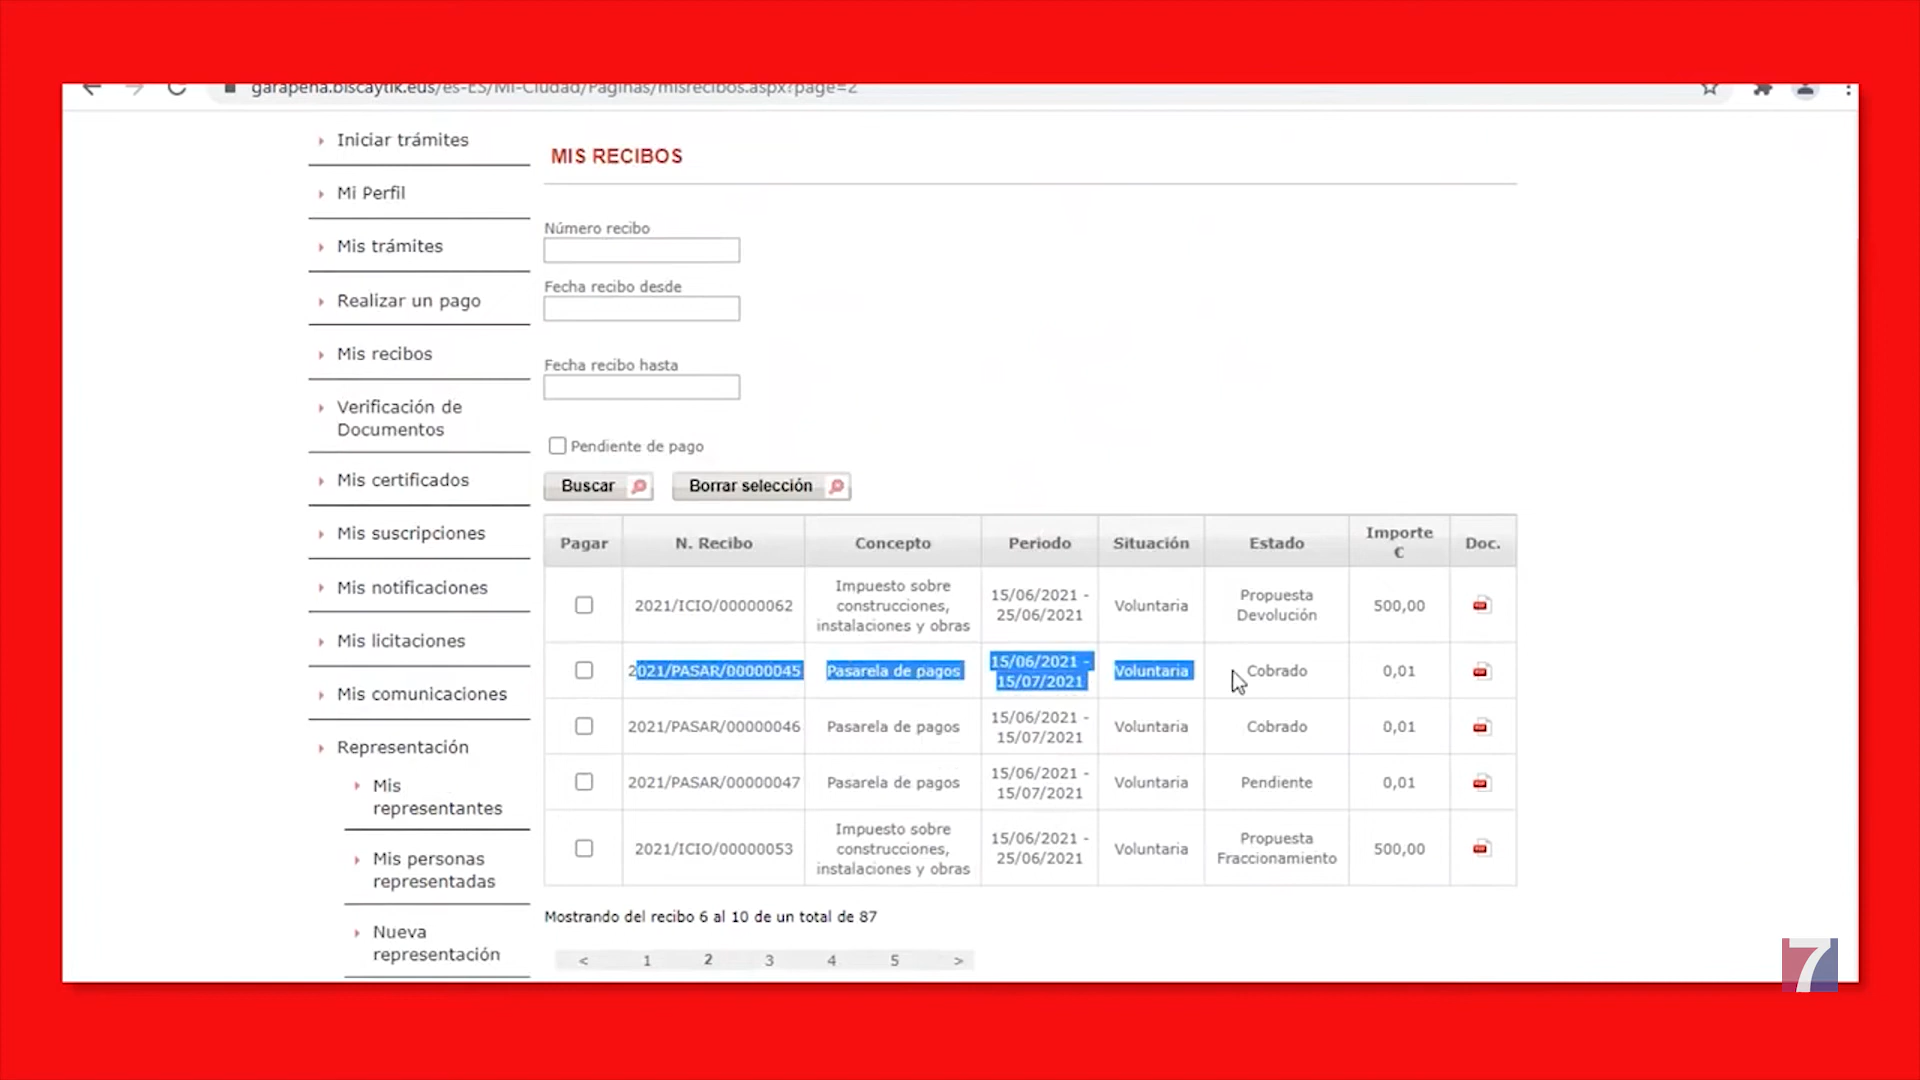 garapena.biscaytik.eus/es-ES/Mi-Ciudad/Paginas/misrecibos.aspx?page=2
Iniciar trámites
Mi Perfil
Mis trámites
Realizar un pago
Mis recibos
Verificación de
Documentos
Mis certificados
Mis suscripciones
Mis notificaciones
Mis licitaciones
Mis comunicaciones
Representación
Mis
representantes
Mis personas
representadas
Nueva
representación
MIS RECIBOS
Número recibo
Fecha recibo desde
Fecha recibo hasta
Pendiente de pago
Buscar Borrar selección
Pagar N. Recibo Concepto Periodo Situación Estado Importe € Doc.
2021/ICIO/00000062 Impuesto sobre construcciones, instalaciones y obras 15/06/2021 - 25/06/2021 Voluntaria Propuesta Devolución 500,00
2021/PASAR/00000045 Pasarela de pagos 15/06/2021 - 15/07/2021 Voluntaria Cobrado 0,01
2021/PASAR/00000046 Pasarela de pagos 15/06/2021 - 15/07/2021 Voluntaria Cobrado 0,01
2021/PASAR/00000047 Pasarela de pagos 15/06/2021 - 15/07/2021 Voluntaria Pendiente 0,01
2021/ICIO/00000053 Impuesto sobre construcciones, instalaciones y obras 15/06/2021 - 25/06/2021 Voluntaria Propuesta Fraccionamiento 500,00
Mostrando del recibo 6 al 10 de un total de 87
< 1 2 3 4 5 >
7